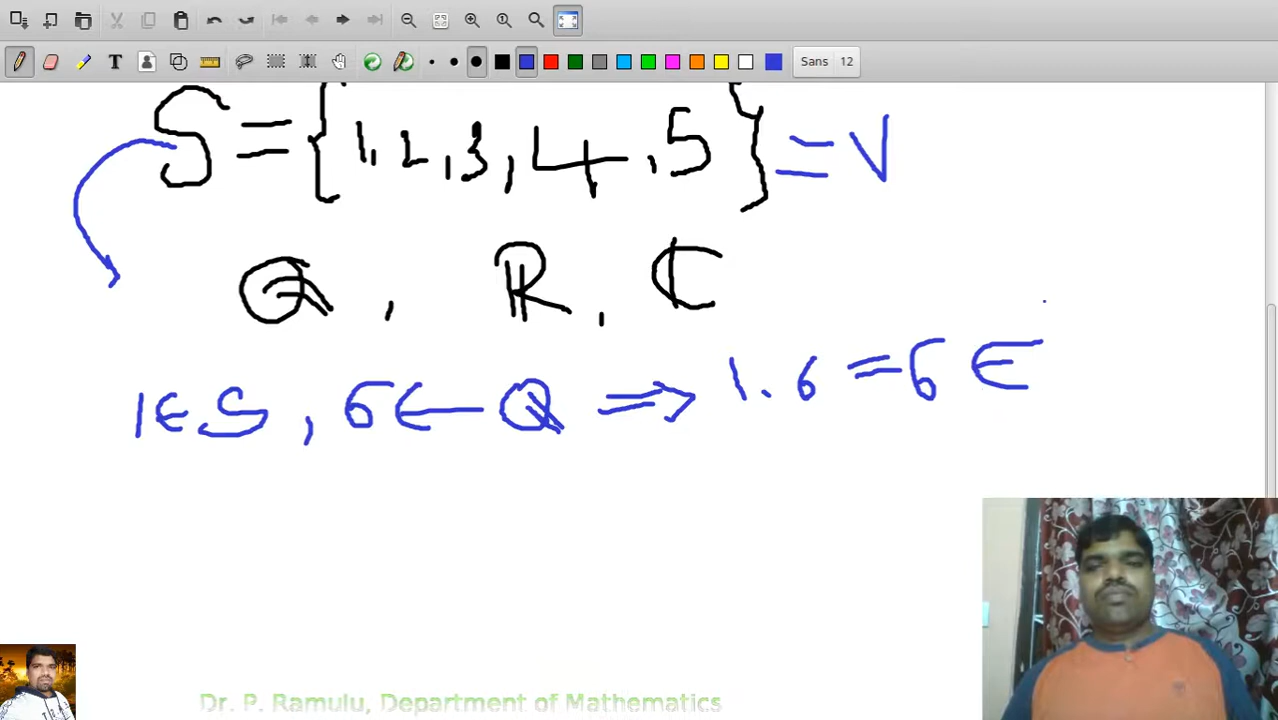 Sans 12
S = { 1, 2, 3, 4, 5 } = V
ℚ , ℝ , ℂ
1 ∈ S , 6 ∈ ℚ ⇒ 1.6 = 6 ∈
Dr. P. Ramulu, Department of Mathematics